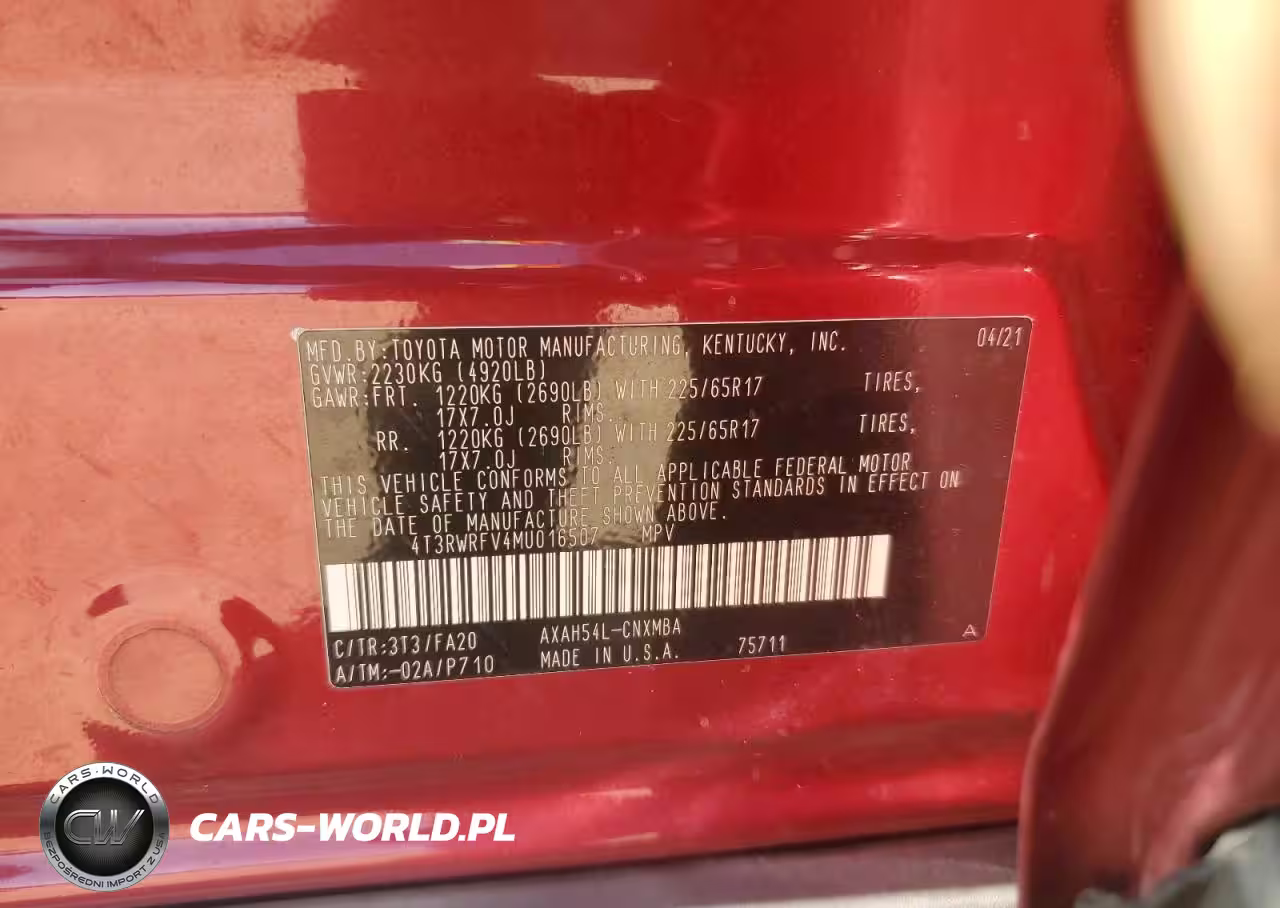 MFD.BY:TOYOTA MOTOR MANUFACTURING, KENTUCKY, INC. 04/21
GVWR:2230KG (4920LB)
GAWR:FRT. 1220KG (2690LB) WITH 225/65R17 TIRES,
17X7.0J RIMS.
RR. 1220KG (2690LB) WITH 225/65R17 TIRES,
17X7.0J RIMS.
THIS VEHICLE CONFORMS TO ALL APPLICABLE FEDERAL MOTOR
VEHICLE SAFETY AND THEFT PREVENTION STANDARDS IN EFFECT ON
THE DATE OF MANUFACTURE SHOWN ABOVE.
4T3RWRFV4MU016507 MPV
C/TR:3T3/FA20 AXAH54L-CNXMBA A
A/TM:-02A/P710 MADE IN U.S.A. 75711
CARS-WORLD
CW
BEZPOŚREDNI IMPORT Z USA
CARS-WORLD.PL